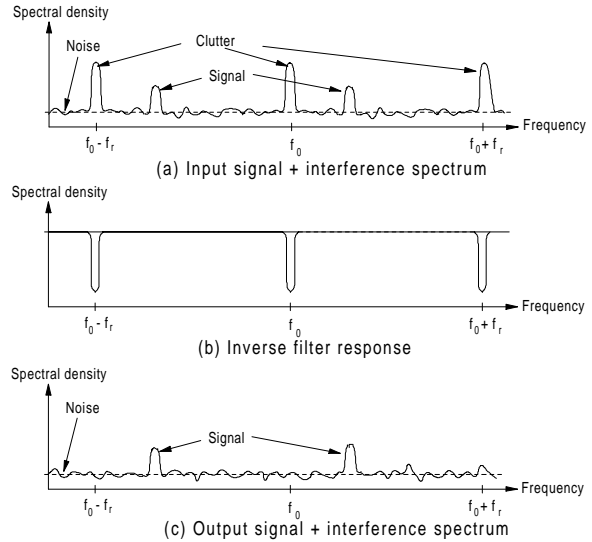 Spectral density
Noise
Clutter
Signal
Frequency
f0 - fr
f0
f0 + fr
(a) Input signal + interference spectrum
Spectral density
Frequency
f0 - fr
f0
f0 + fr
(b) Inverse filter response
Spectral density
Noise
Signal
Frequency
f0 - fr
f0
f0 + fr
(c) Output signal + interference spectrum